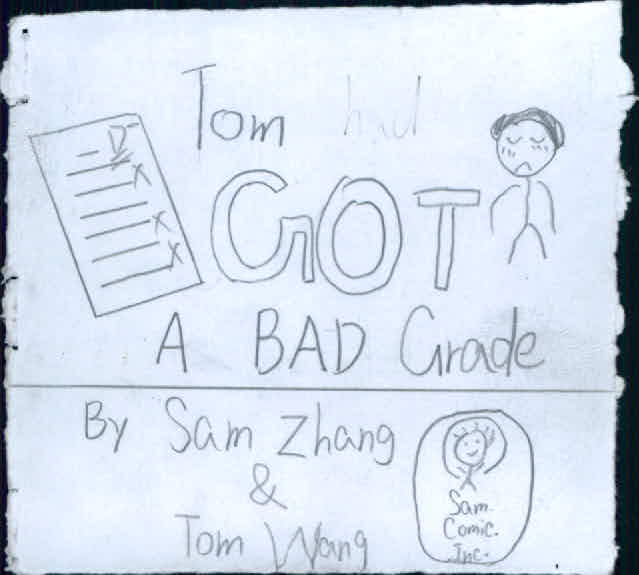 Tom had
D-
x
GOT
x
x
A BAD Grade
By Sam Zhang
&
Tom Wang
Sam
Comic.
Inc.